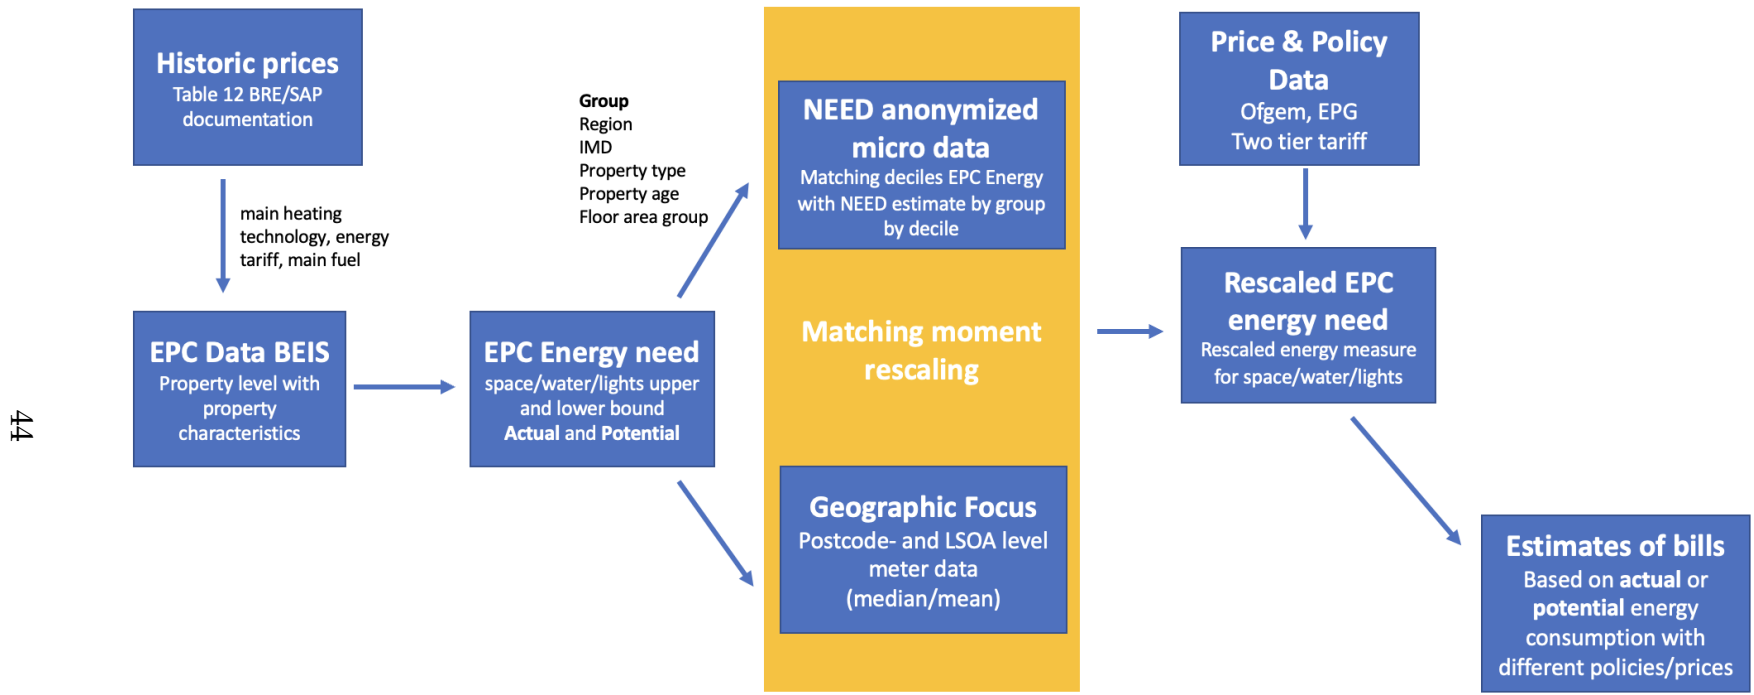 Historic prices
Table 12 BRE/SAP
documentation
main heating
technology, energy
tariff, main fuel
EPC Data BEIS
Property level with
property
characteristics
EPC Energy need
space/water/lights upper
and lower bound
Actual and Potential
Group
Region
IMD
Property type
Property age
Floor area group
NEED anonymized
micro data
Matching deciles EPC Energy
with NEED estimate by group
by decile
Matching moment
rescaling
Geographic Focus
Postcode- and LSOA level
meter data
(median/mean)
Price & Policy
Data
Ofgem, EPG
Two tier tariff
Rescaled EPC
energy need
Rescaled energy measure
for space/water/lights
Estimates of bills
Based on actual or
potential energy
consumption with
different policies/prices
44